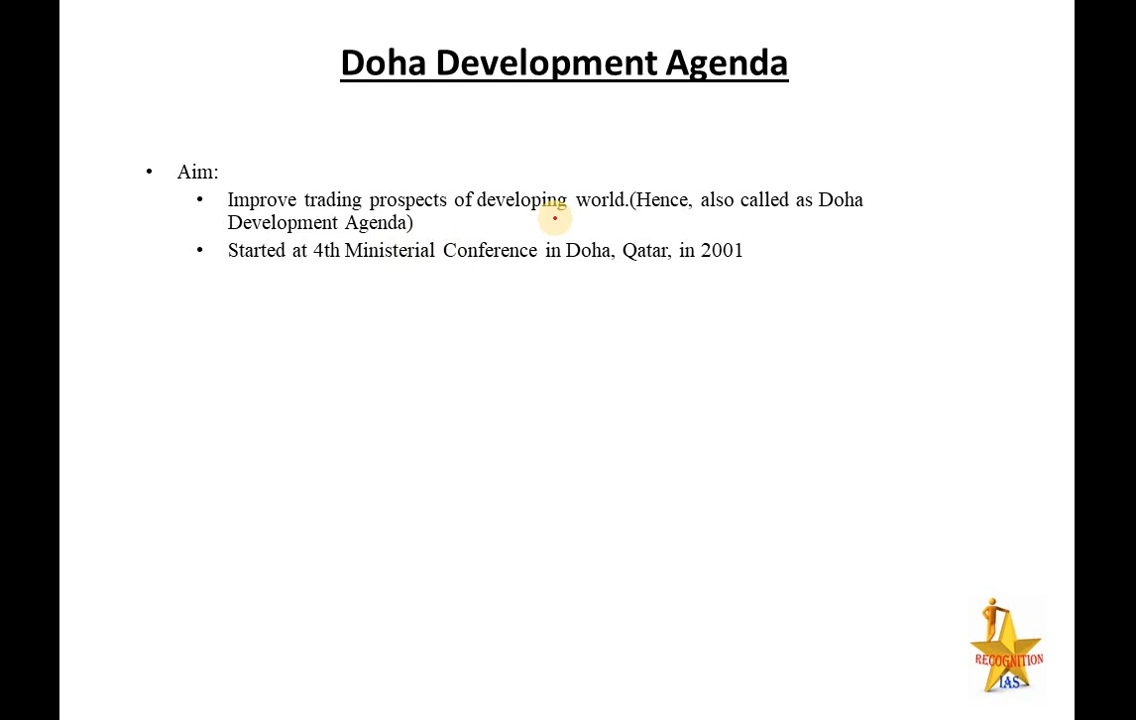 Doha Development Agenda
• Aim:
• Improve trading prospects of developing world.(Hence, also called as Doha
Development Agenda)
• Started at 4th Ministerial Conference in Doha, Qatar, in 2001
RECOGNITION
IAS